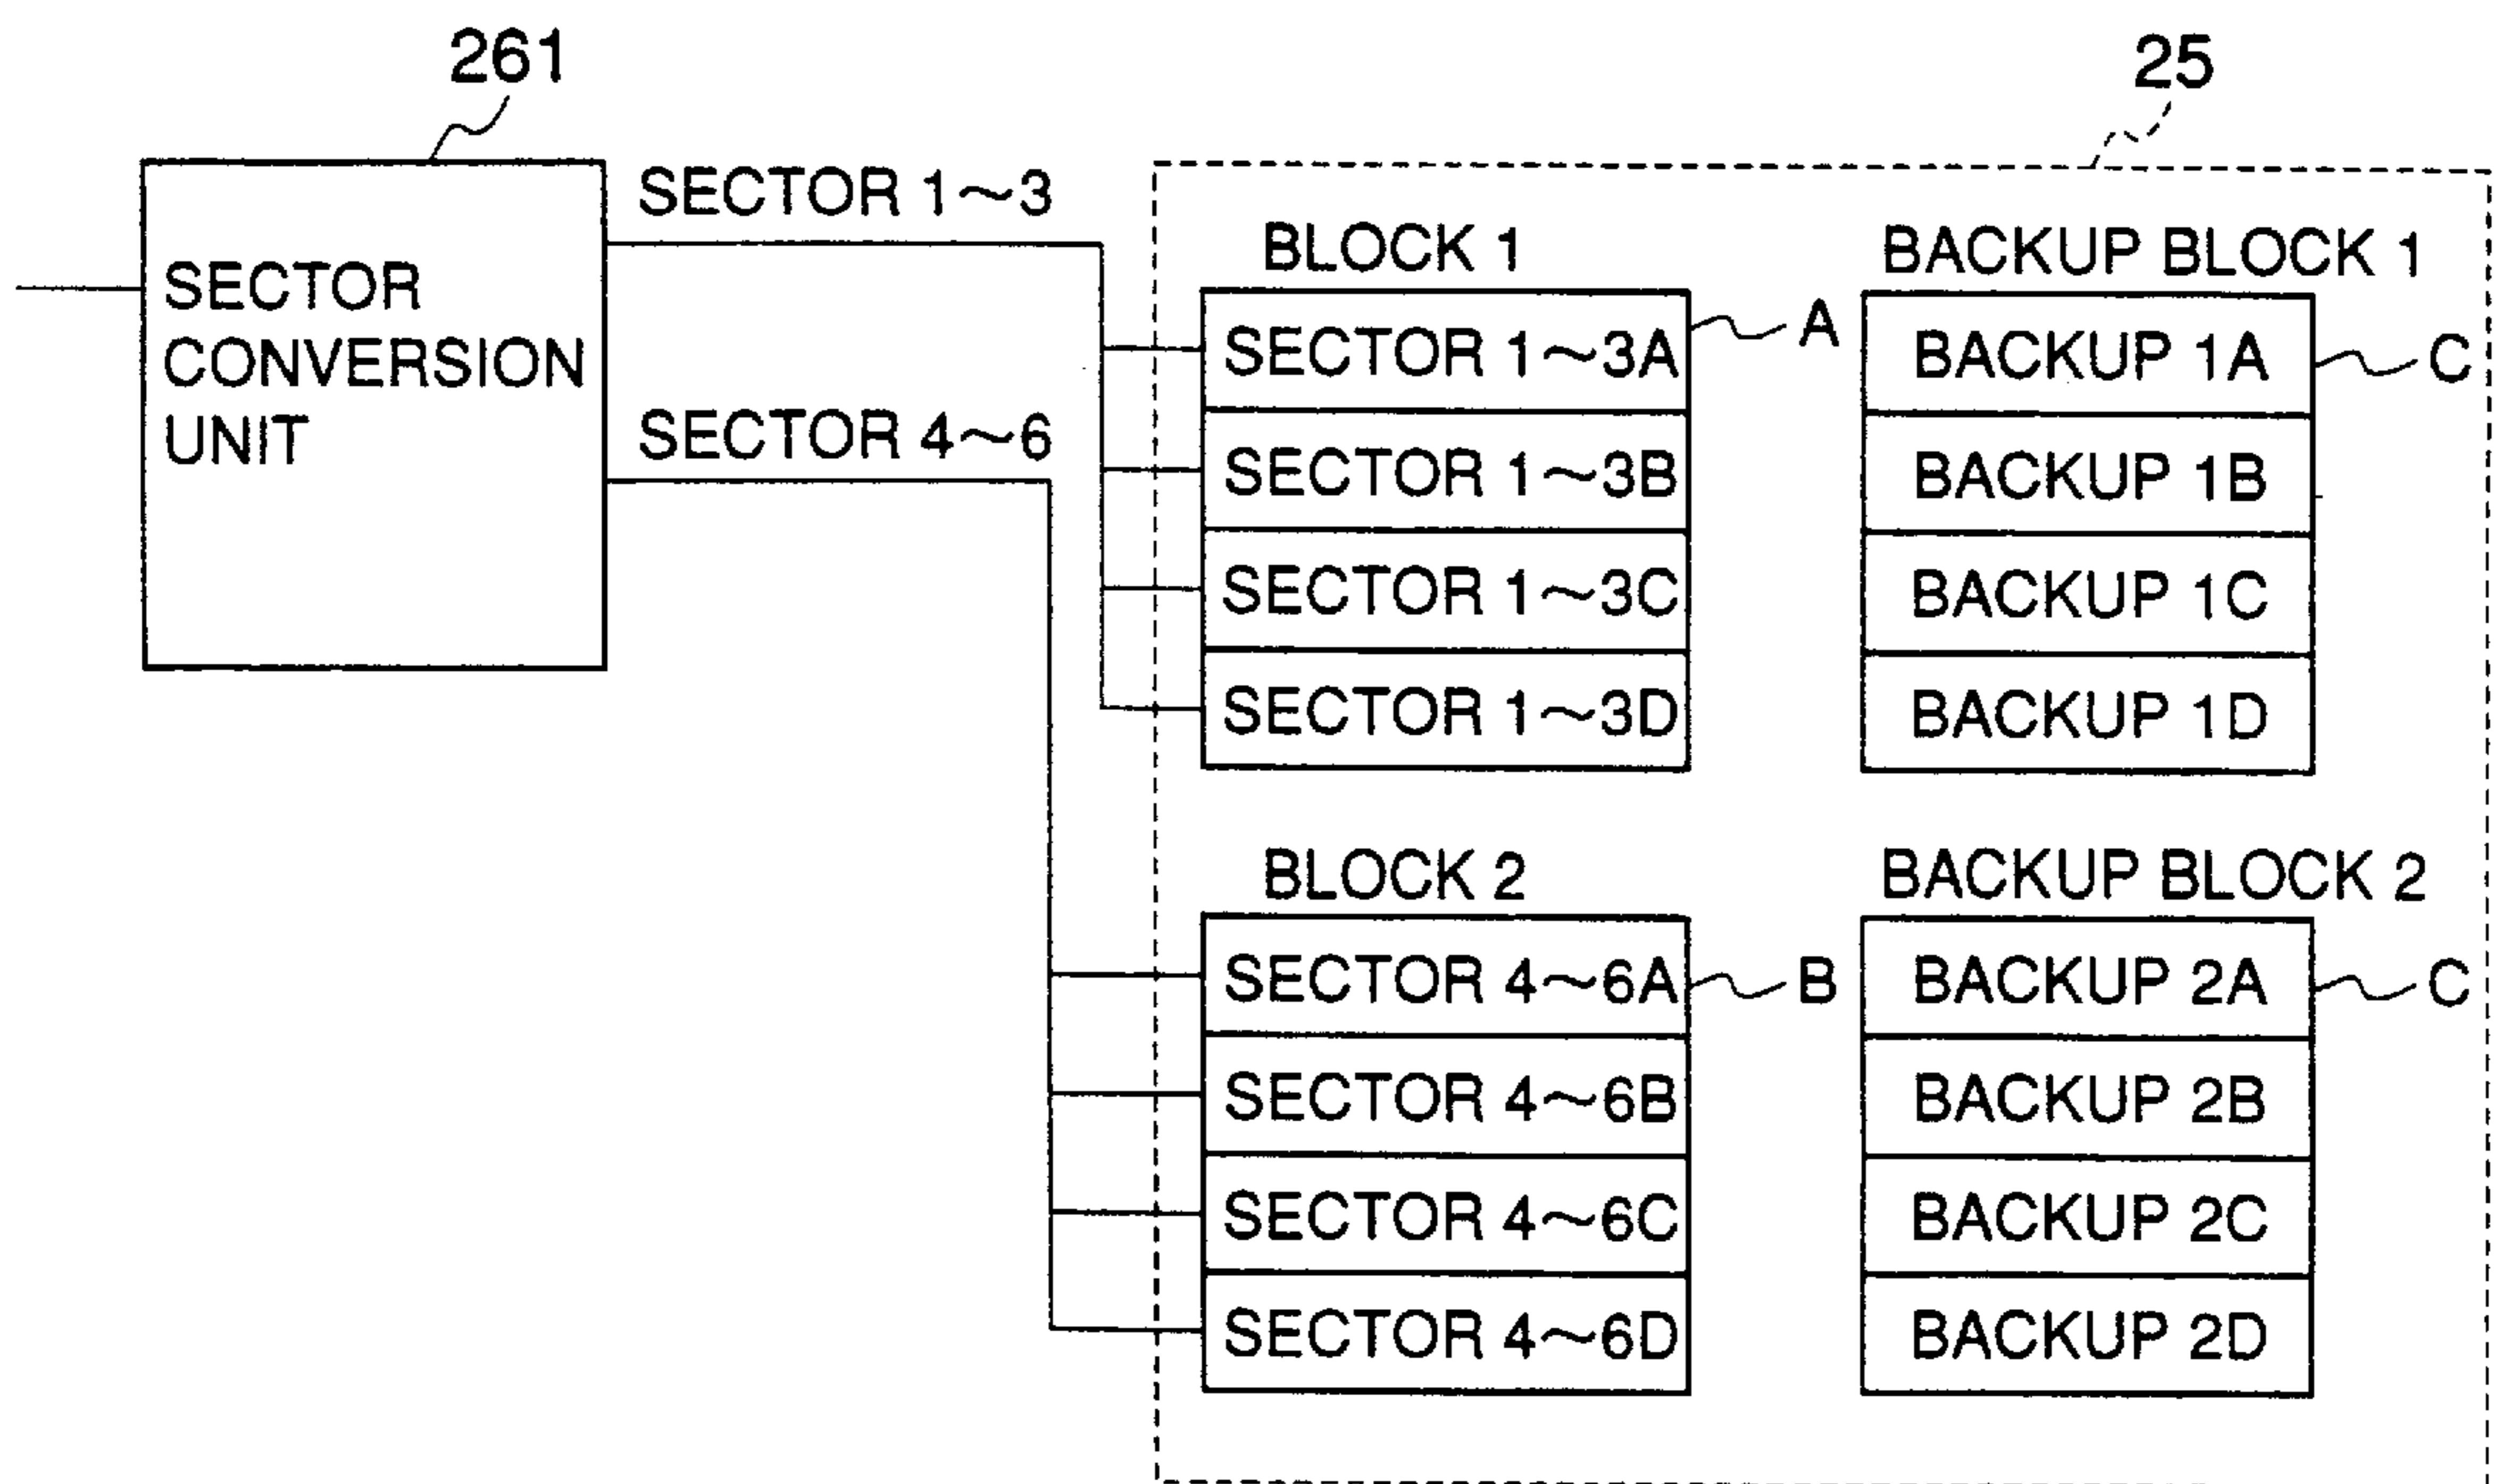 261
25
SECTOR
CONVERSION
UNIT
SECTOR 1~3
SECTOR 4~6
BLOCK 1
SECTOR 1~3A
A
SECTOR 1~3B
SECTOR 1~3C
SECTOR 1~3D
BACKUP BLOCK 1
BACKUP 1A
C
BACKUP 1B
BACKUP 1C
BACKUP 1D
BLOCK 2
SECTOR 4~6A
B
SECTOR 4~6B
SECTOR 4~6C
SECTOR 4~6D
BACKUP BLOCK 2
BACKUP 2A
C
BACKUP 2B
BACKUP 2C
BACKUP 2D